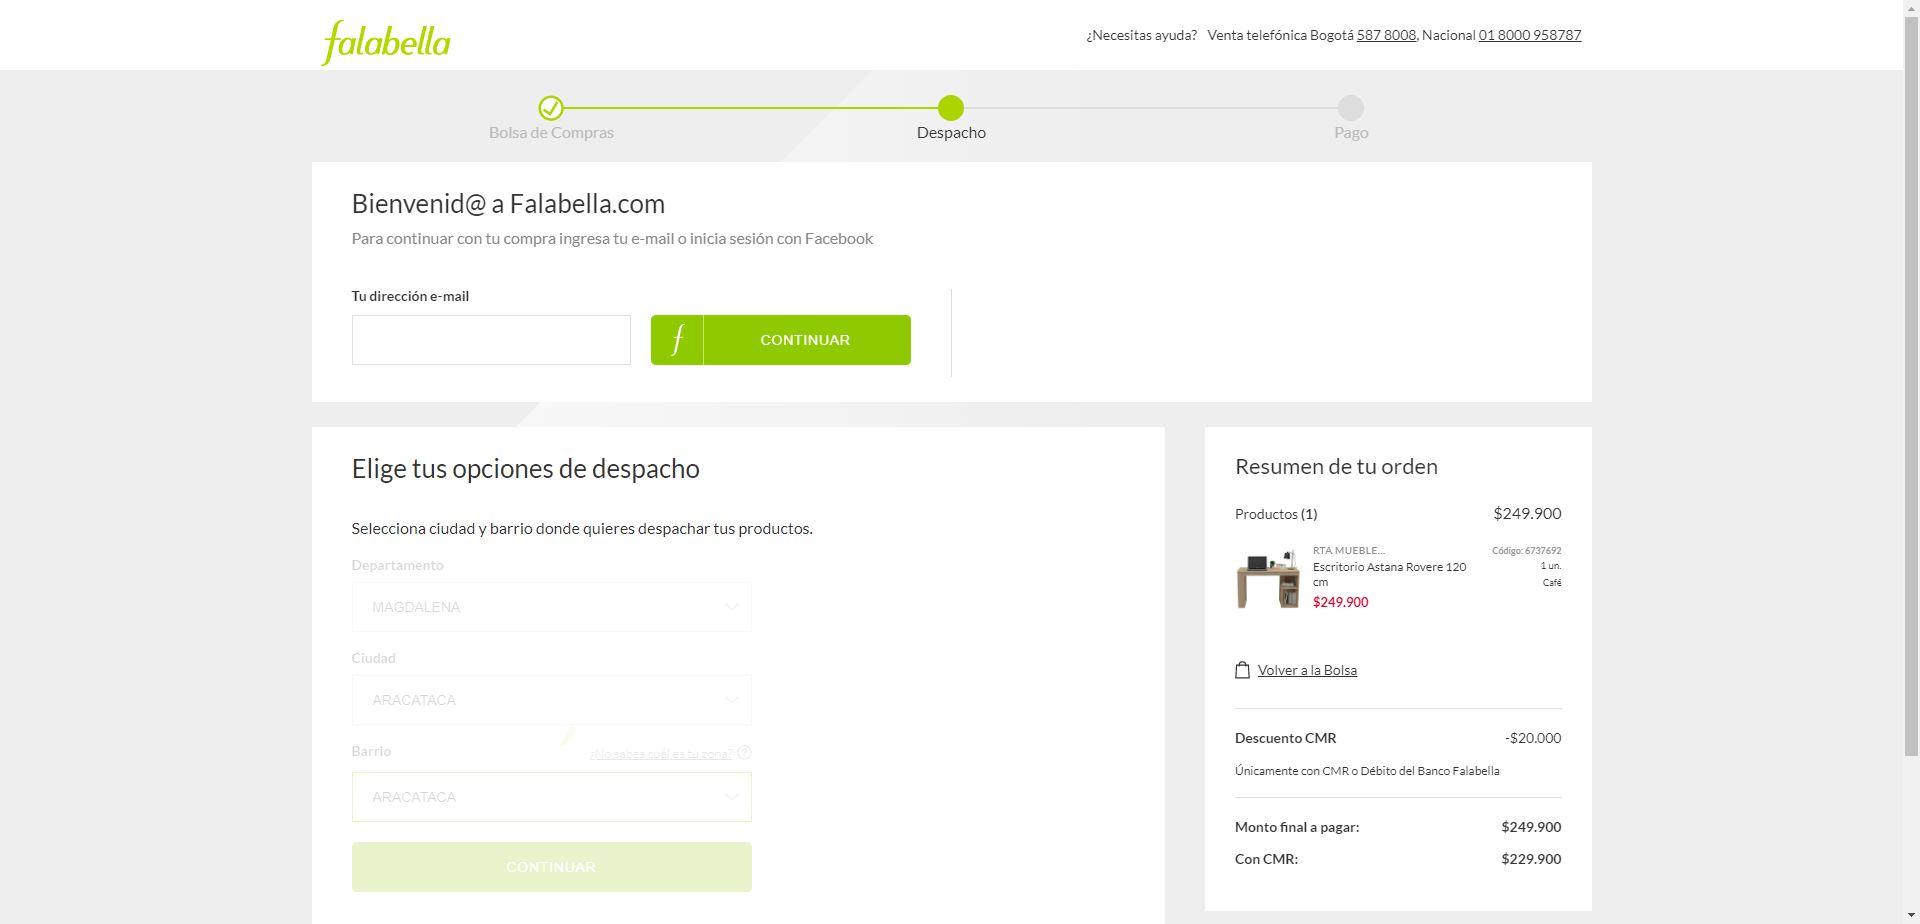 falabella
¿Necesitas ayuda? Venta telefónica Bogotá 587 8008, Nacional 01 8000 958787
Bolsa de Compras
Despacho
Pago
Bienvenid@ a Falabella.com
Para continuar con tu compra ingresa tu e-mail o inicia sesión con Facebook
Tu dirección e-mail
f CONTINUAR
Elige tus opciones de despacho
Selecciona ciudad y barrio donde quieres despachar tus productos.
Departamento
MAGDALENA
Ciudad
ARACATACA
Barrio
¿No sabes cuál es tu zona? ?
ARACATACA
CONTINUAR
Resumen de tu orden
Productos (1) $249.900
RTA MUEBLE... Código: 6737692
Escritorio Astana Rovere 120 1 un.
cm Café
$249.900
Volver a la Bolsa
Descuento CMR -$20.000
Únicamente con CMR o Débito del Banco Falabella
Monto final a pagar: $249.900
Con CMR: $229.900